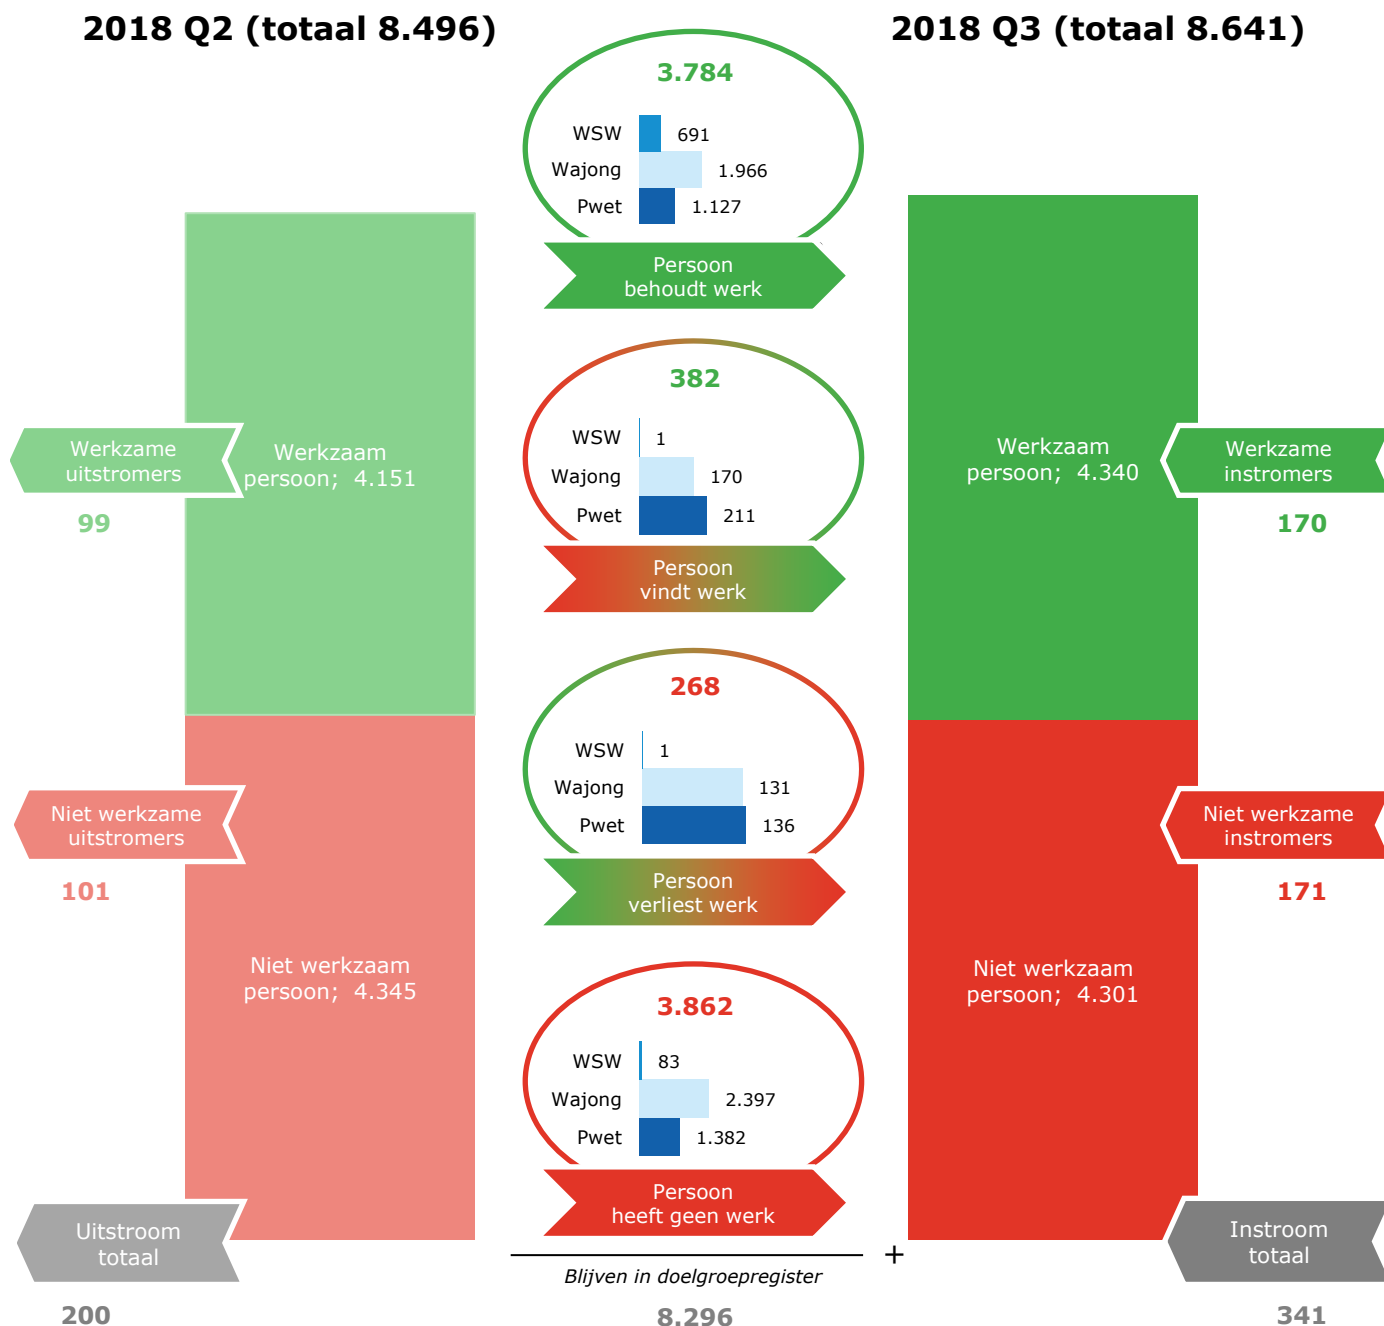 2018 Q2 (totaal 8.496)
2018 Q3 (totaal 8.641)
3.784
WSW 691
Wajong 1.966
Pwet 1.127
Persoon
behoudt werk
382
WSW 1
Wajong 170
Pwet 211
Persoon
vindt werk
268
WSW 1
Wajong 131
Pwet 136
Persoon
verliest werk
3.862
WSW 83
Wajong 2.397
Pwet 1.382
Persoon
heeft geen werk
Blijven in doelgroepregister
8.296
+
Werkzame
uitstromers
99
Werkzaam
persoon; 4.151
Niet werkzame
uitstromers
101
Niet werkzaam
persoon; 4.345
Uitstroom
totaal
200
Werkzaam
persoon; 4.340
Werkzame
instromers
170
Niet werkzame
instromers
171
Niet werkzaam
persoon; 4.301
Instroom
totaal
341